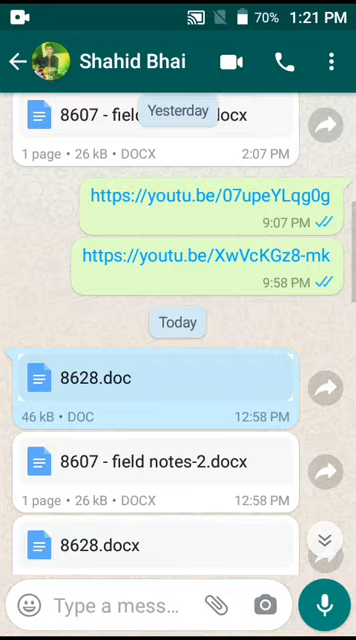 70% 1:21 PM
Shahid Bhai
Yesterday
8607 - field docx
1 page • 26 kB • DOCX 2:07 PM
https://youtu.be/07upeYLqg0g
9:07 PM
https://youtu.be/XwVcKGz8-mk
9:58 PM
Today
8628.doc
46 kB • DOC 12:58 PM
8607 - field notes-2.docx
1 page • 26 kB • DOCX 12:58 PM
8628.docx
Type a mess...